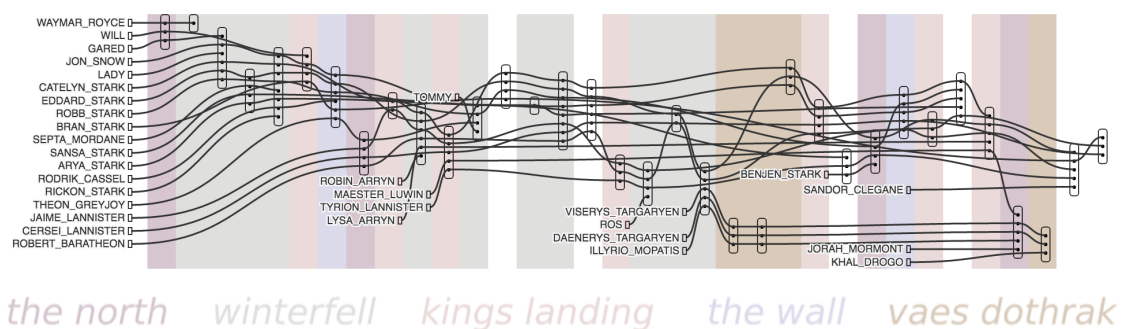 WAYMAR_ROYCE
WILL
GARED
JON_SNOW
LADY
CATELYN_STARK
EDDARD_STARK
ROBB_STARK
BRAN_STARK
SEPTA_MORDANE
SANSA_STARK
ARYA_STARK
RODRIK_CASSEL
RICKON_STARK
THEON_GREYJOY
JAIME_LANNISTER
CERSEI_LANNISTER
ROBERT_BARATHEON
TOMMY
ROBIN_ARRYN
MAESTER_LUWIN
TYRION_LANNISTER
LYSA_ARRYN
VISERYS_TARGARYEN
ROS
DAENERYS_TARGARYEN
ILLYRIO_MOPATIS
BENJEN_STARK
SANDOR_CLEGANE
JORAH_MORMONT
KHAL_DROGO
the north winterfell kings landing the wall vaes dothrak